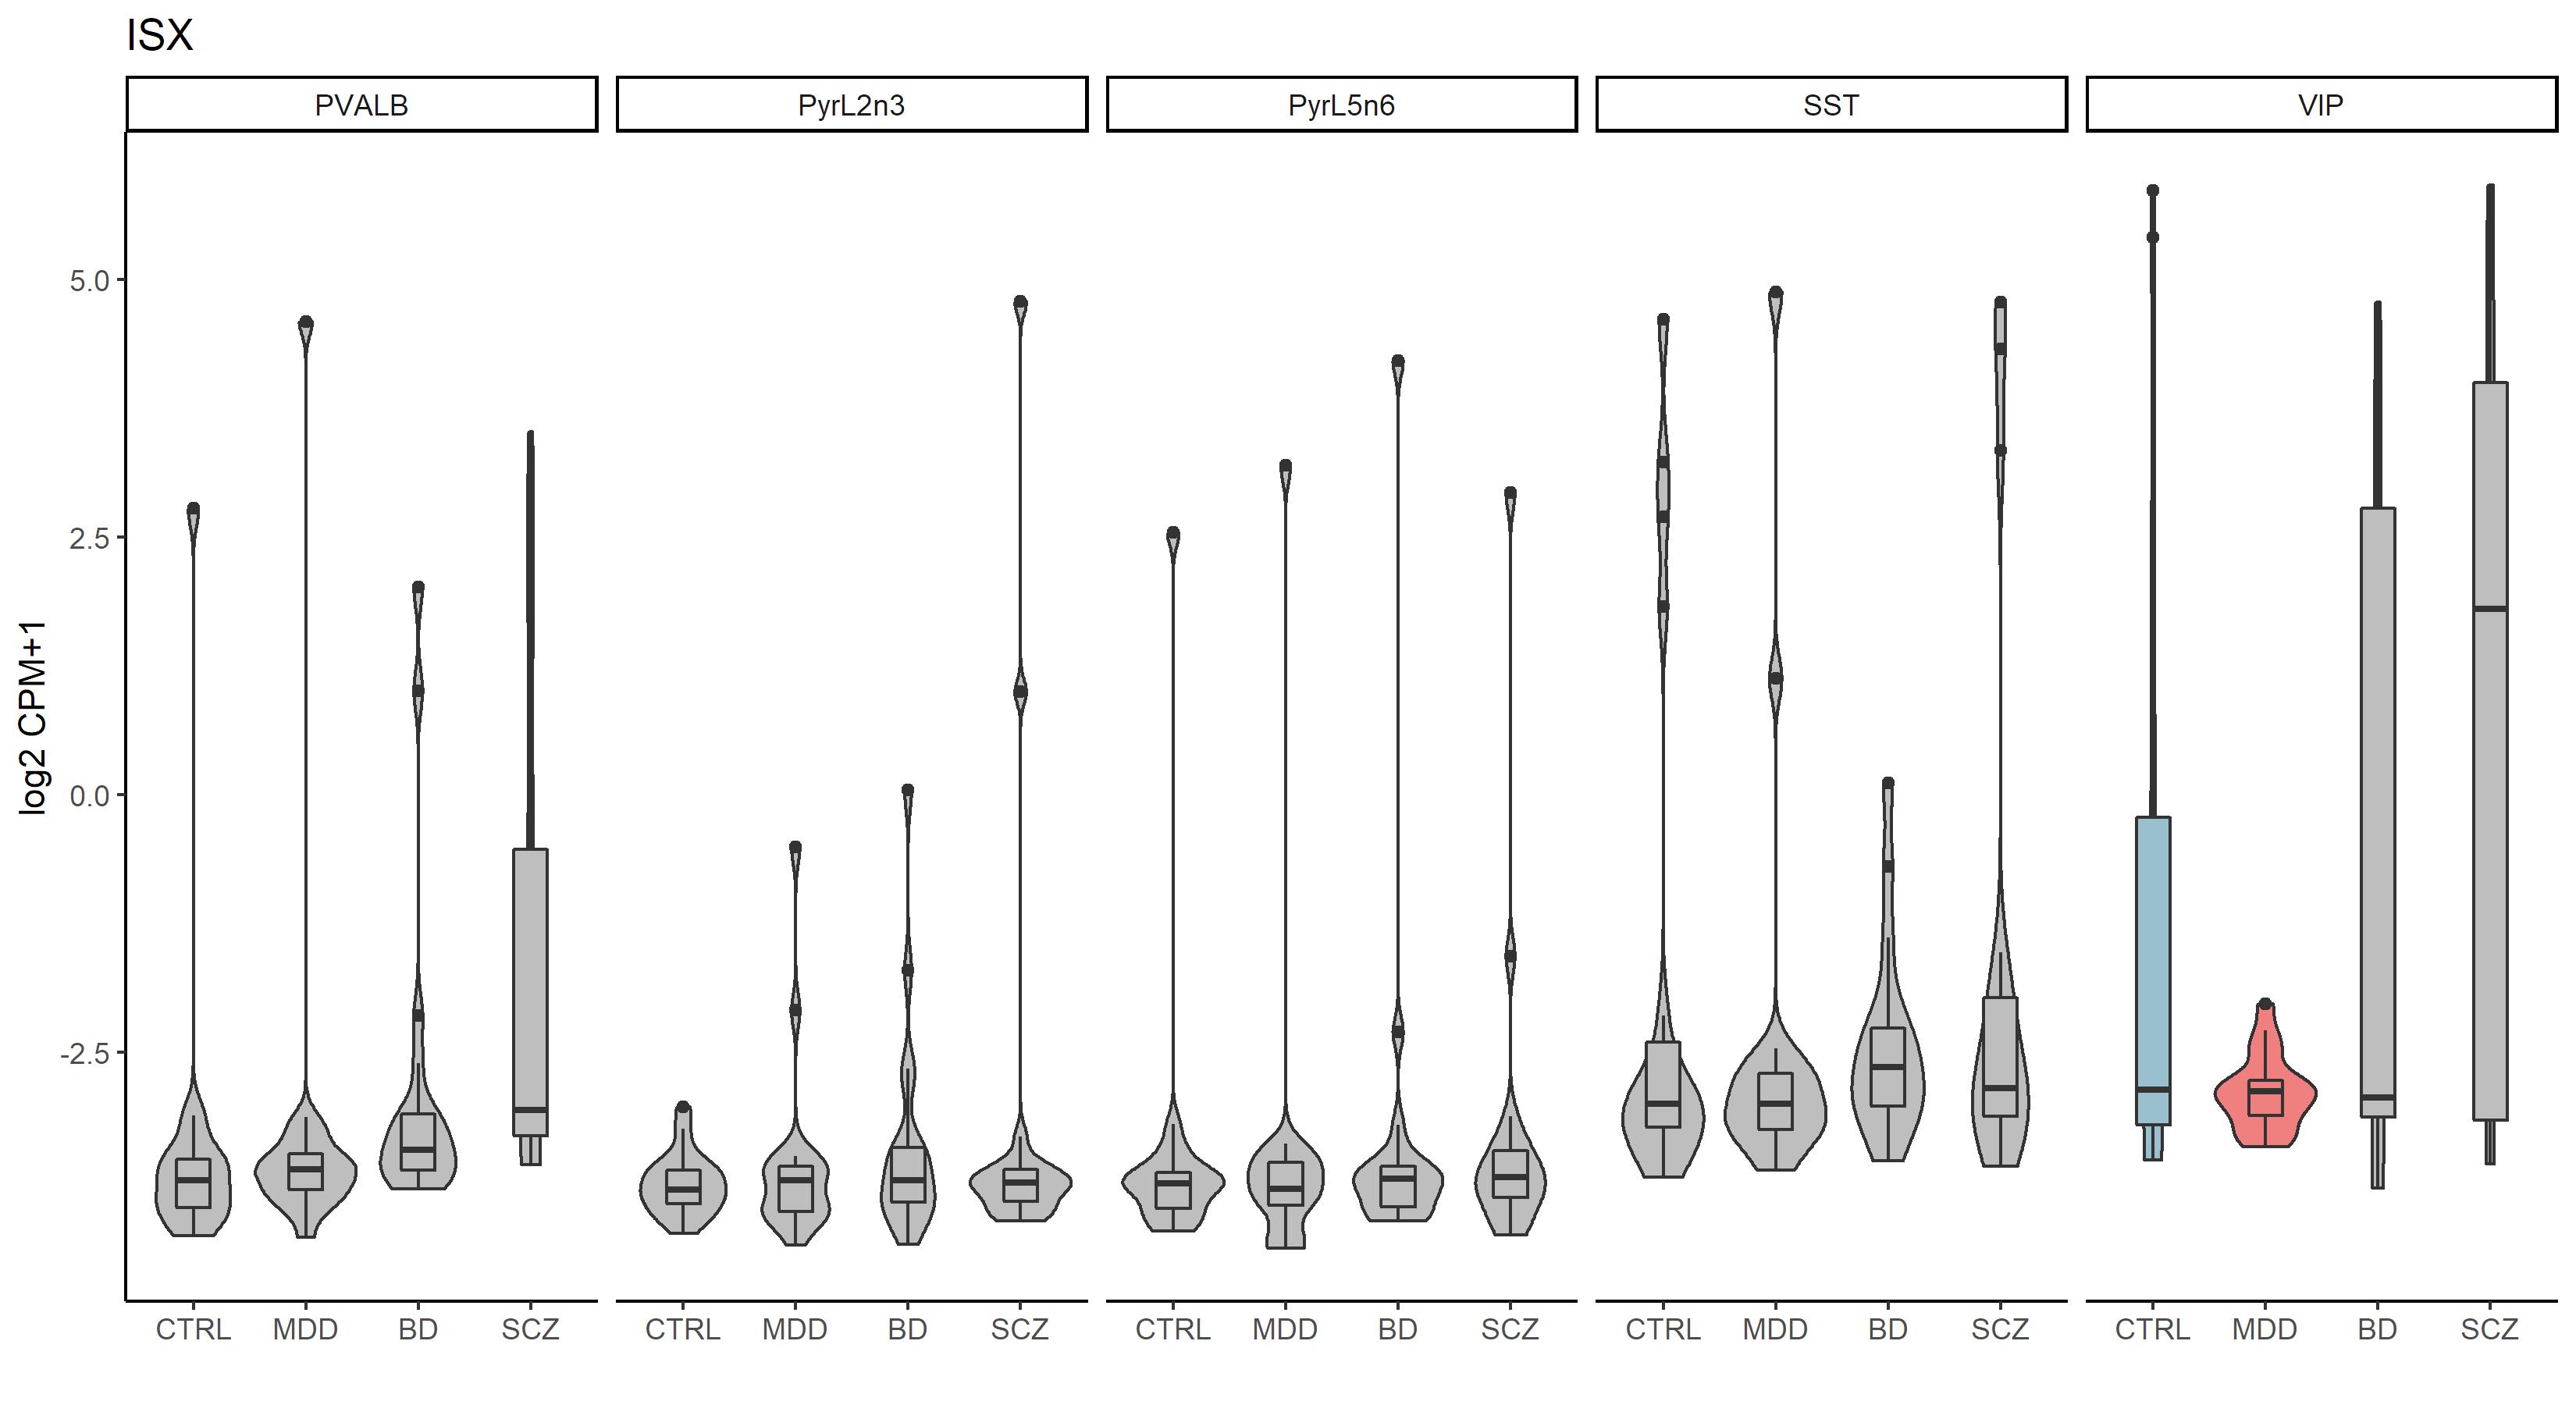 ISX
PVALB PyrL2n3 PyrL5n6 SST VIP
log2 CPM+1
5.0
2.5
0.0
-2.5
CTRL MDD BD SCZ CTRL MDD BD SCZ CTRL MDD BD SCZ CTRL MDD BD SCZ CTRL MDD BD SCZ